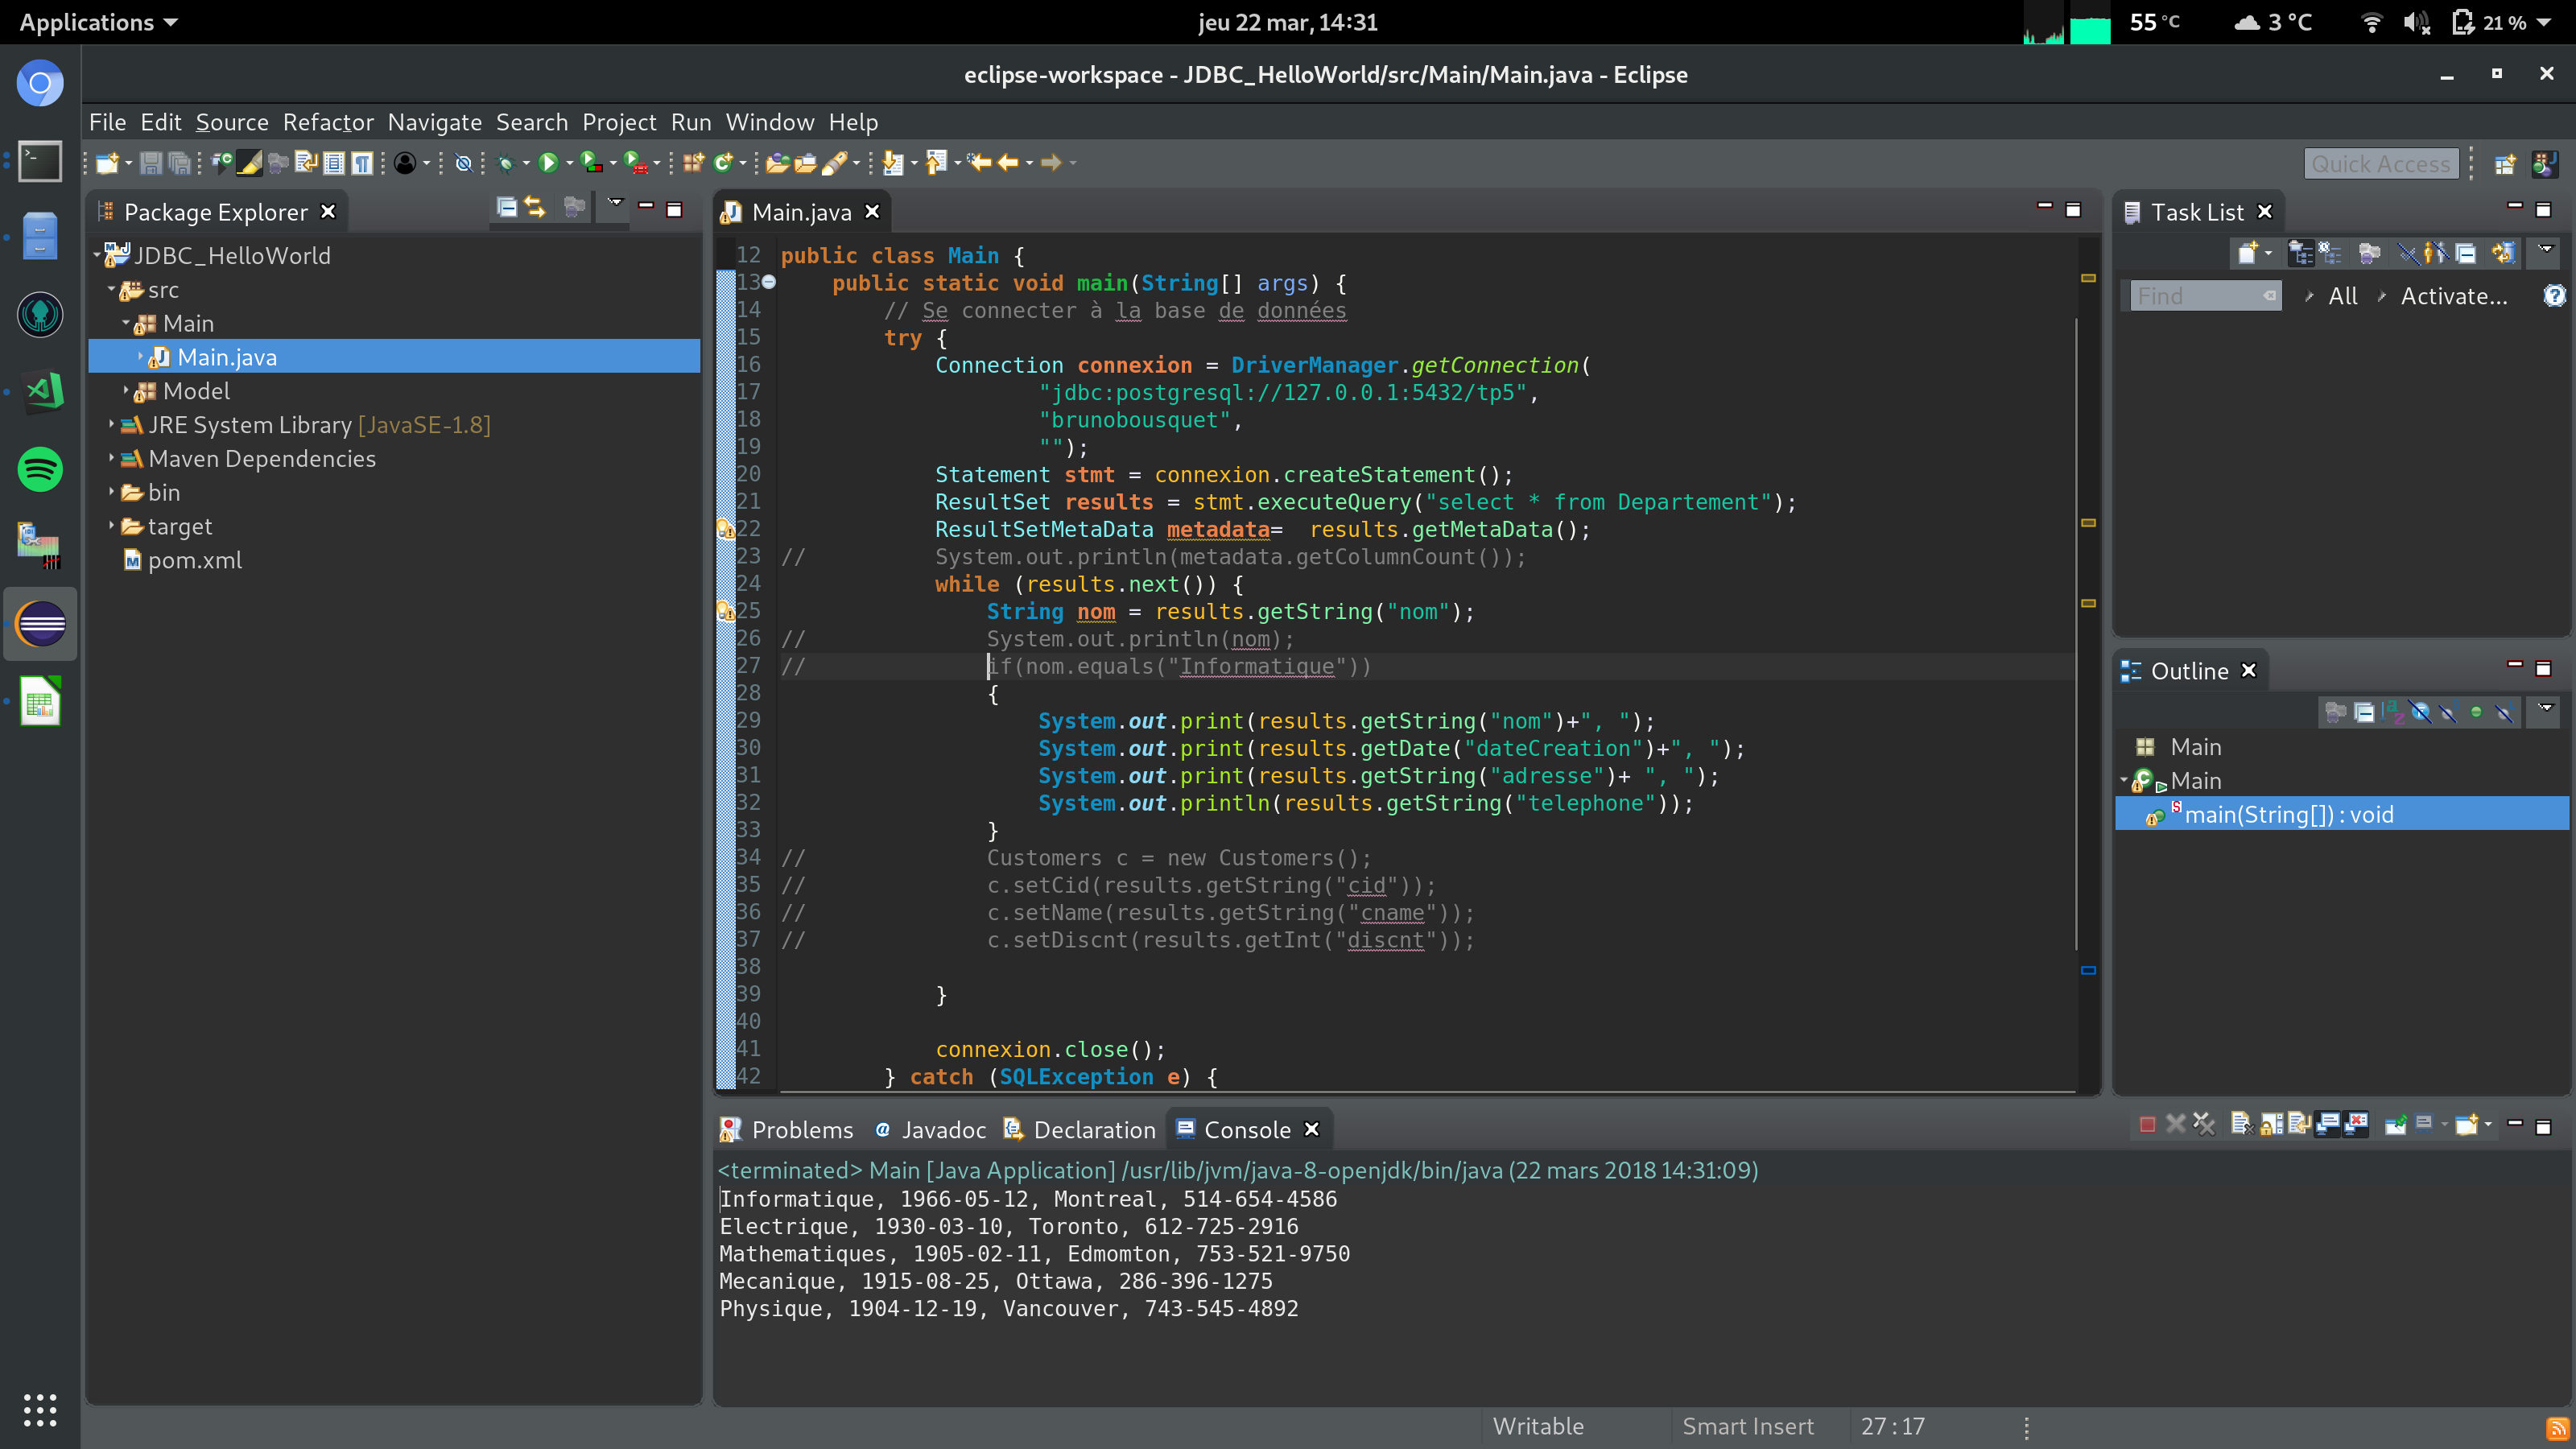 Applications
jeu 22 mar, 14:31
55 °C
3 °C
21 %
eclipse-workspace - JDBC_HelloWorld/src/Main/Main.java - Eclipse
File Edit Source Refactor Navigate Search Project Run Window Help
Quick Access
Package Explorer
JDBC_HelloWorld
src
Main
Main.java
Model
JRE System Library [JavaSE-1.8]
Maven Dependencies
bin
target
pom.xml
Main.java
12 public class Main {
13     public static void main(String[] args) {
14         // Se connecter à la base de données
15         try {
16             Connection connexion = DriverManager.getConnection(
17                     "jdbc:postgresql://127.0.0.1:5432/tp5",
18                     "brunobousquet",
19                     "");
20             Statement stmt = connexion.createStatement();
21             ResultSet results = stmt.executeQuery("select * from Departement");
22             ResultSetMetaData metadata=  results.getMetaData();
23 //          System.out.println(metadata.getColumnCount());
24             while (results.next()) {
25                 String nom = results.getString("nom");
26 //              System.out.println(nom);
27 //              if(nom.equals("Informatique"))
28                 {
29                     System.out.print(results.getString("nom")+", ");
30                     System.out.print(results.getDate("dateCreation")+", ");
31                     System.out.print(results.getString("adresse")+ ", ");
32                     System.out.println(results.getString("telephone"));
33                 }
34 //              Customers c = new Customers();
35 //              c.setCid(results.getString("cid"));
36 //              c.setName(results.getString("cname"));
37 //              c.setDiscnt(results.getInt("discnt"));
38
39             }
40
41             connexion.close();
42         } catch (SQLException e) {
Task List
Find
All
Activate...
Outline
Main
Main
main(String[]) : void
Problems
Javadoc
Declaration
Console
<terminated> Main [Java Application] /usr/lib/jvm/java-8-openjdk/bin/java (22 mars 2018 14:31:09)
Informatique, 1966-05-12, Montreal, 514-654-4586
Electrique, 1930-03-10, Toronto, 612-725-2916
Mathematiques, 1905-02-11, Edmomton, 753-521-9750
Mecanique, 1915-08-25, Ottawa, 286-396-1275
Physique, 1904-12-19, Vancouver, 743-545-4892
Writable
Smart Insert
27 : 17